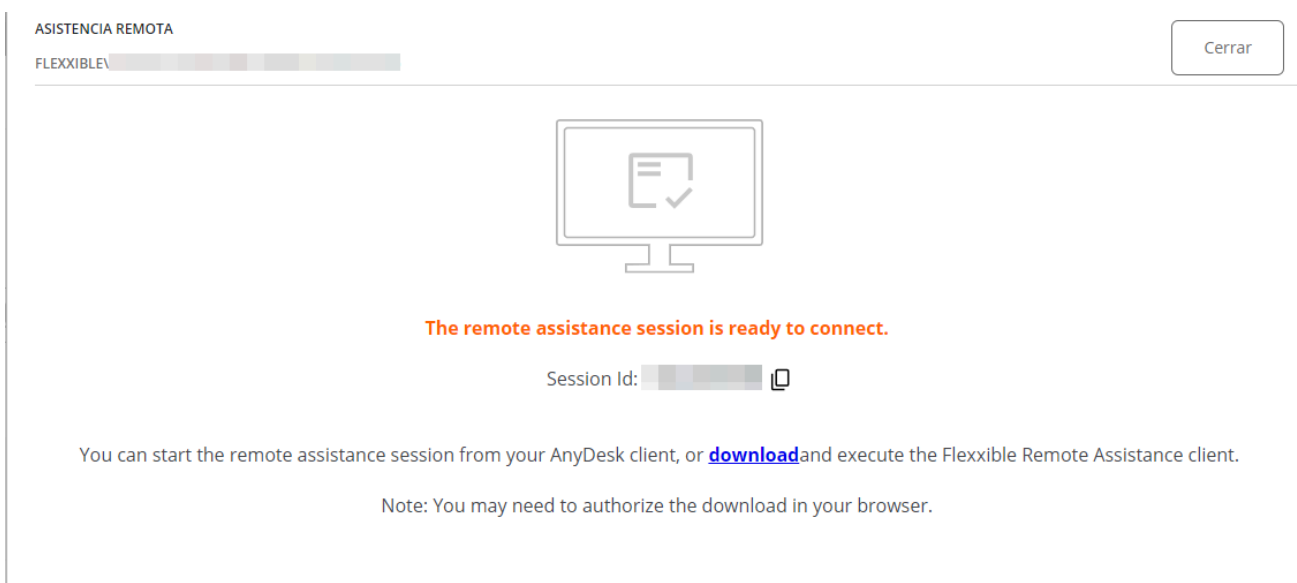 ASISTENCIA REMOTA
Cerrar
FLEXXIBLE\
The remote assistance session is ready to connect.
Session Id:
You can start the remote assistance session from your AnyDesk client, or downloadand execute the Flexxible Remote Assistance client.
Note: You may need to authorize the download in your browser.